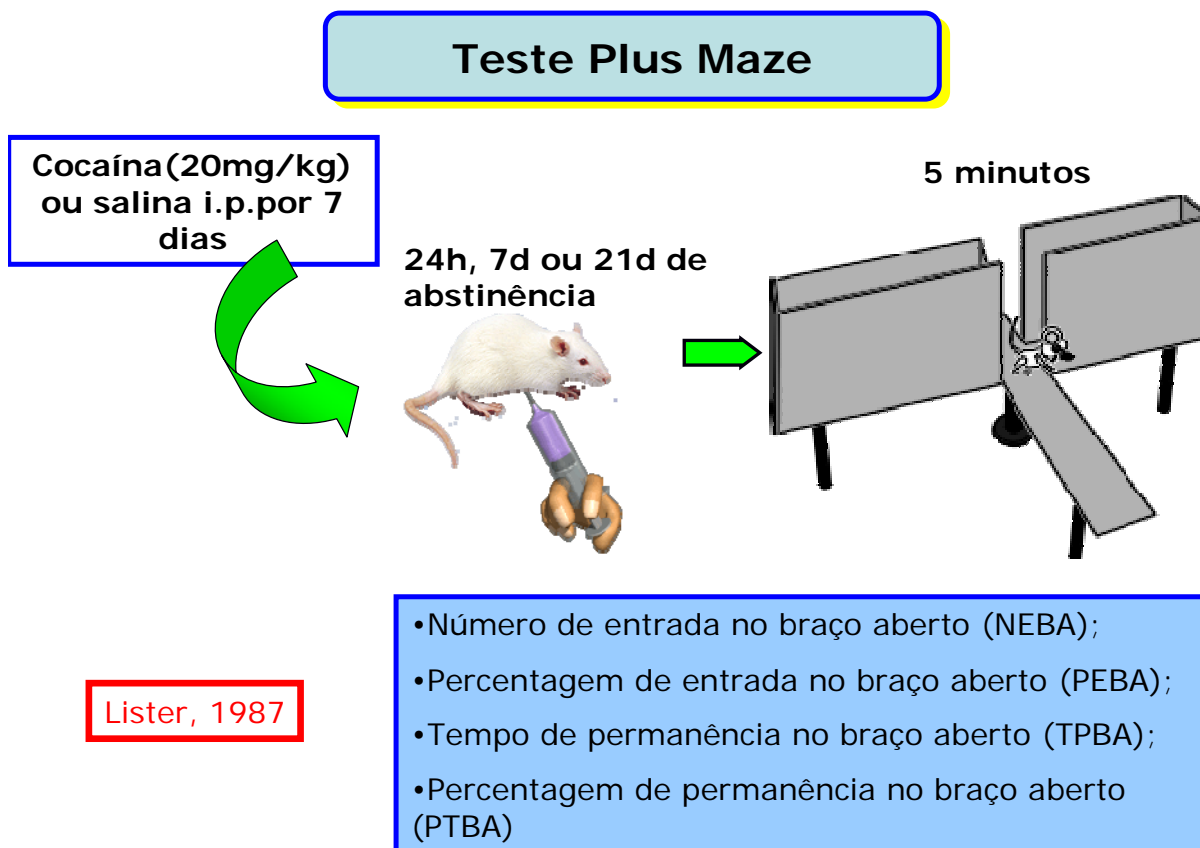 Teste Plus Maze
Cocaína(20mg/kg)
ou salina i.p.por 7
dias
24h, 7d ou 21d de
abstinência
5 minutos
•Número de entrada no braço aberto (NEBA);
•Percentagem de entrada no braço aberto (PEBA);
•Tempo de permanência no braço aberto (TPBA);
•Percentagem de permanência no braço aberto
(PTBA)
Lister, 1987